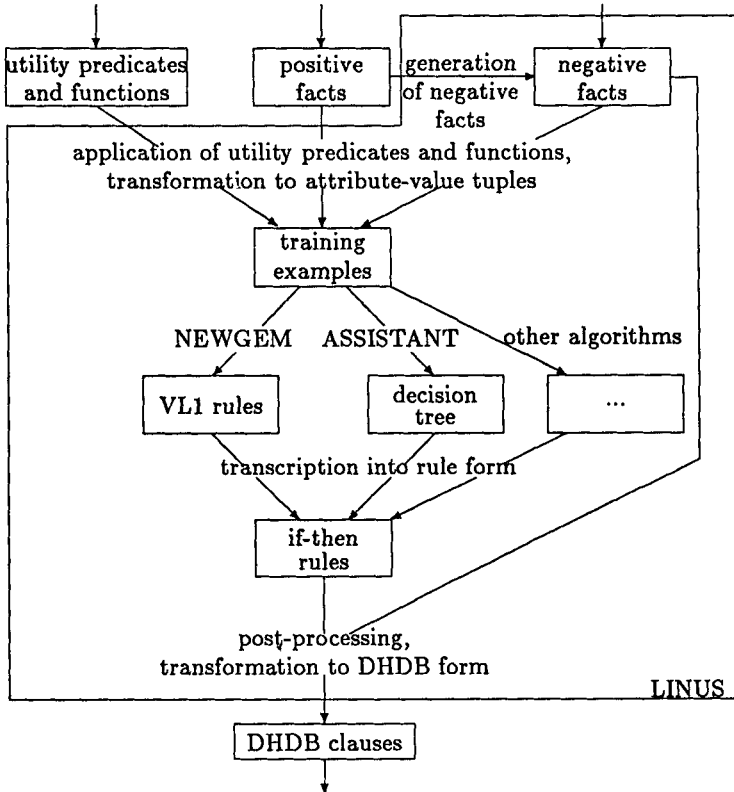 utility predicates
and functions
positive
facts
generation
of negative
facts
negative
facts
application of utility predicates and functions,
transformation to attribute-value tuples
training
examples
NEWGEM
ASSISTANT
other algorithms
VL1 rules
decision
tree
...
transcription into rule form
if-then
rules
post-processing,
transformation to DHDB form
LINUS
DHDB clauses